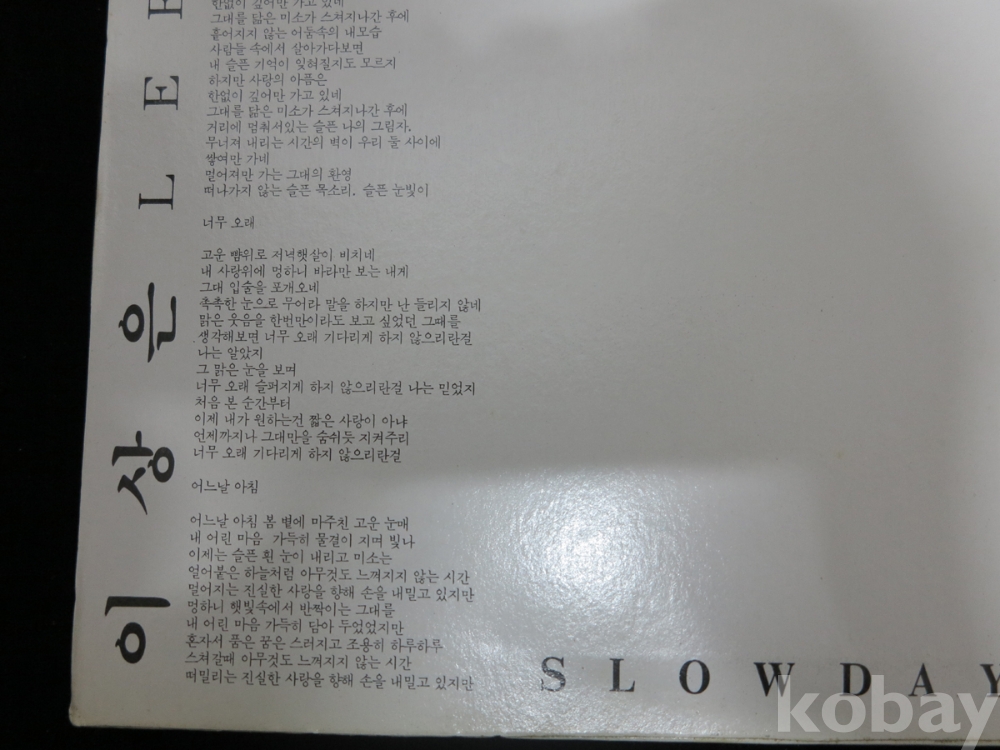 한없이 깊어만 가고 있네
그대를 닮은 미소가 스쳐지나간 후에
흩어지지 않는 어둠속의 내모습
사람들 속에서 살아가다보면
내 슬픈 기억이 잊혀질지도 모르지
하지만 사랑의 아픔은
한없이 깊어만 가고 있네
그대를 닮은 미소가 스쳐지나간 후에
거리에 멈춰서있는 슬픈 나의 그림자,
무너져 내리는 시간의 벽이 우리 둘 사이에
쌓여만 가네
멀어져만 가는 그대의 환영
떠나가지 않는 슬픈 목소리, 슬픈 눈빛이
너무 오래
고운 뺨위로 저녁햇살이 비치네
내 사랑위에 멍하니 바라만 보는 내게
그대 입술을 포개오네
촉촉한 눈으로 무어라 말을 하지만 난 들리지 않네
맑은 웃음을 한번만이라도 보고 싶었던 그때를
생각해보면 너무 오래 기다리게 하지 않으리란걸
나는 알았지
그 맑은 눈을 보며
너무 오래 슬퍼지게 하지 않으리란걸 나는 믿었지
처음 본 순간부터
이제 내가 원하는건 짧은 사랑이 아냐
언제까지나 그대만을 숨쉬듯 지켜주리
너무 오래 기다리게 하지 않으리란걸
어느날 아침
어느날 아침 봄 볕에 마주친 고운 눈매
내 어린 마음 가득히 물결이 지며 빛나
이제는 슬픈 흰 눈이 내리고 미소는
얼어붙은 하늘처럼 아무것도 느껴지지 않는 시간
멀어지는 진실한 사랑을 향해 손을 내밀고 있지만
멍하니 햇빛속에서 반짝이는 그대를
내 어린 마음 가득히 담아 두었었지만
혼자서 품은 꿈은 스러지고 조용히 하루하루
스쳐갈때 아무것도 느껴지지 않는 시간
떠밀리는 진실한 사랑을 향해 손을 내밀고 있지만
이상은 LEE
SLOW DAY
kobay